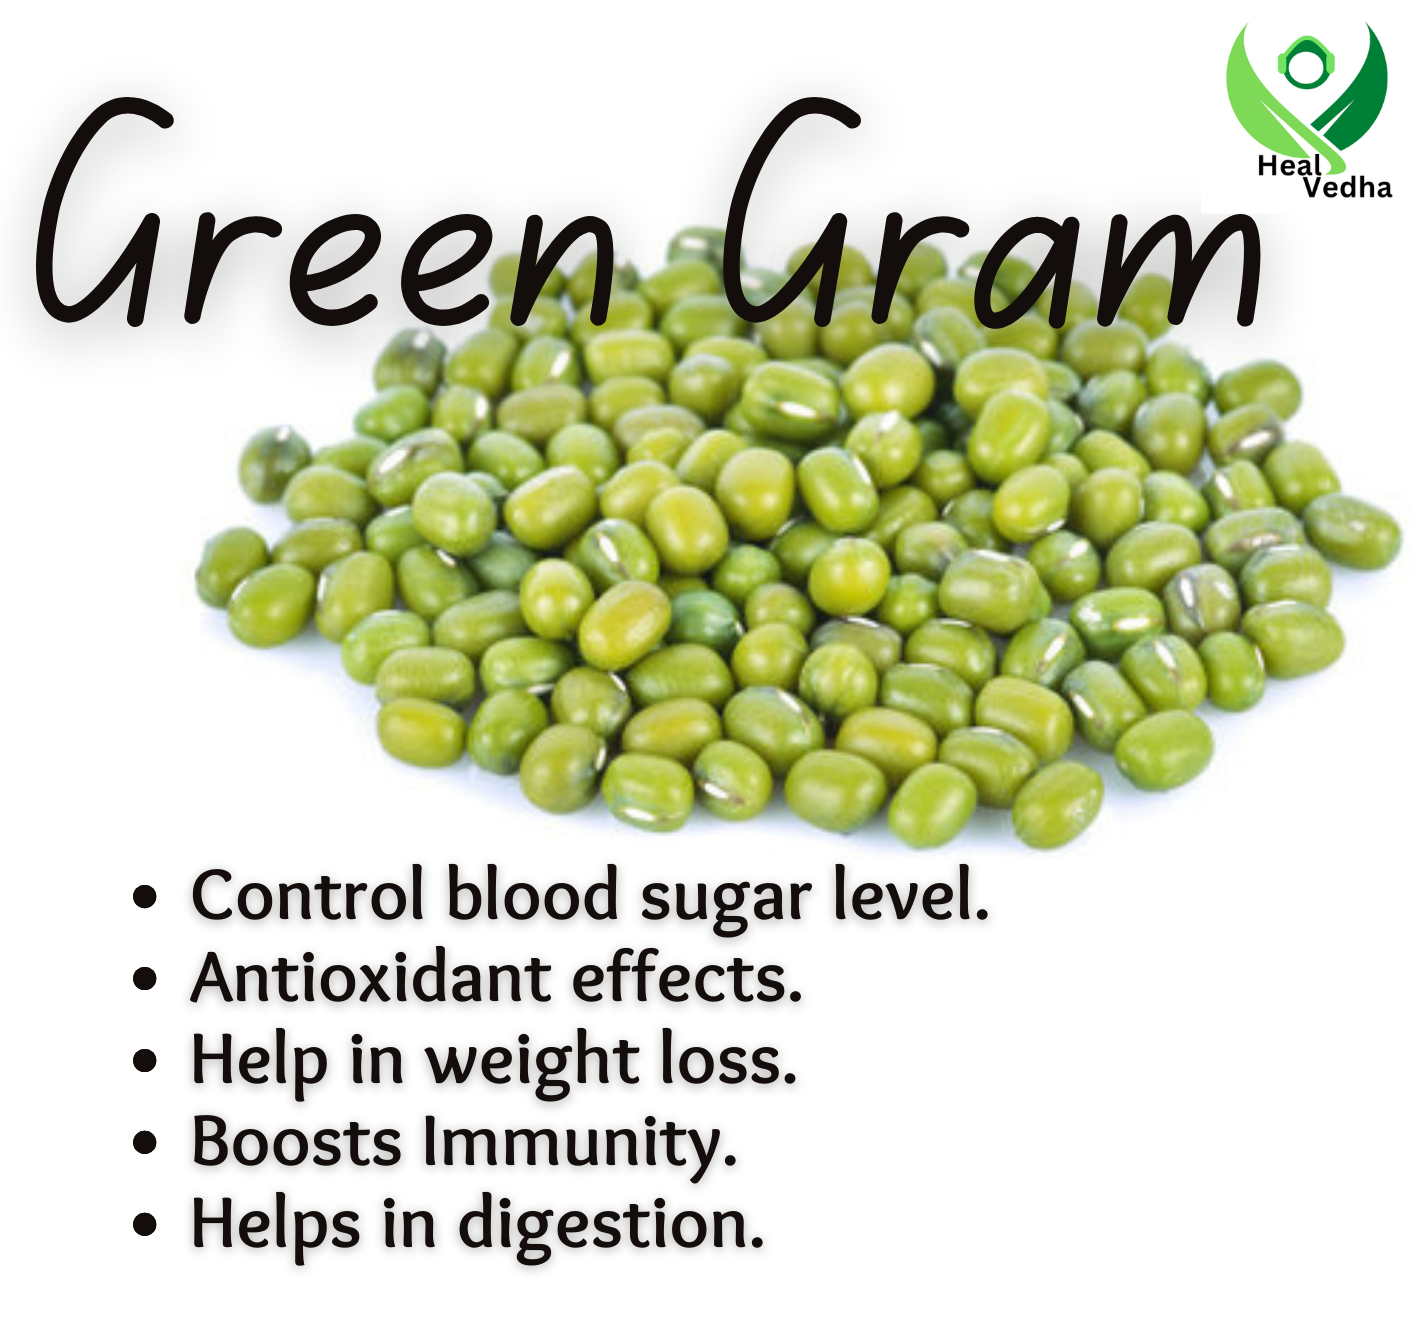 Heal
Vedha
Green Gram
• Control blood sugar level.
• Antioxidant effects.
• Help in weight loss.
• Boosts Immunity.
• Helps in digestion.